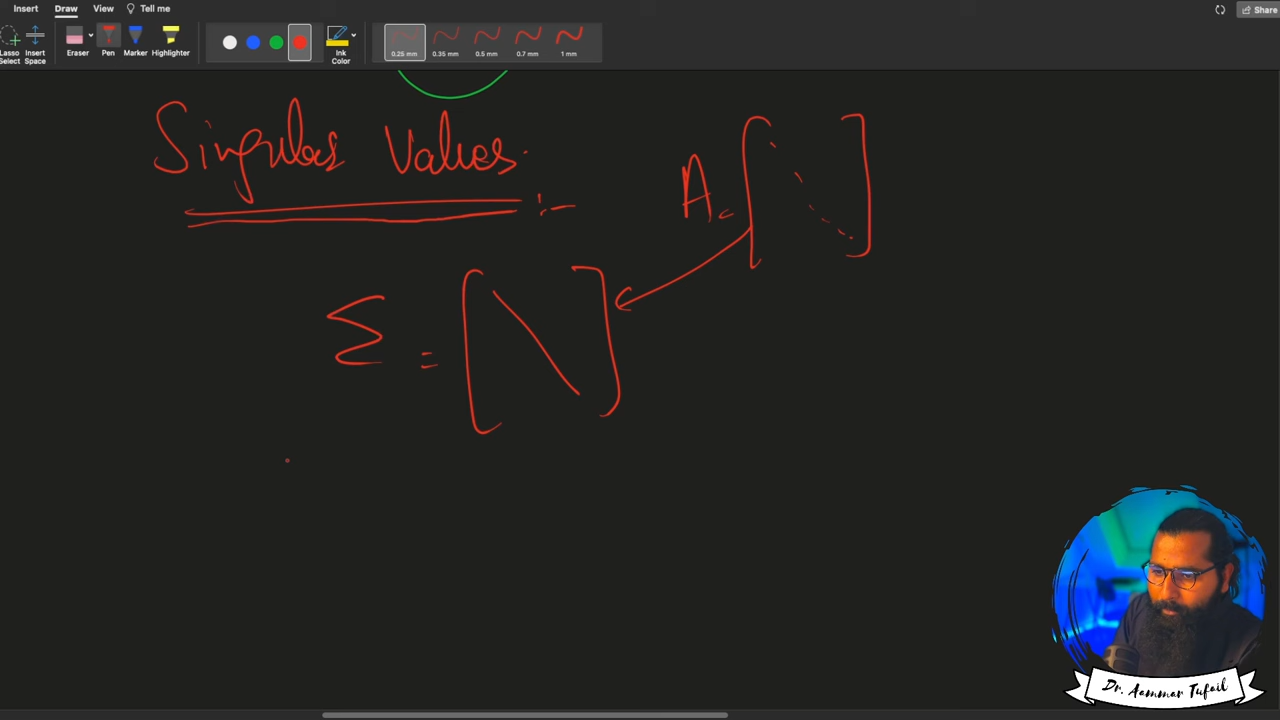 Insert Draw View Tell me
Share
Lasso Select
Insert Space
Eraser
Pen
Marker
Highlighter
Ink Color
0.25 mm
0.35 mm
0.5 mm
0.7 mm
1 mm
Singular Values. :-
A =
Σ =
Dr. Aammar Tufail